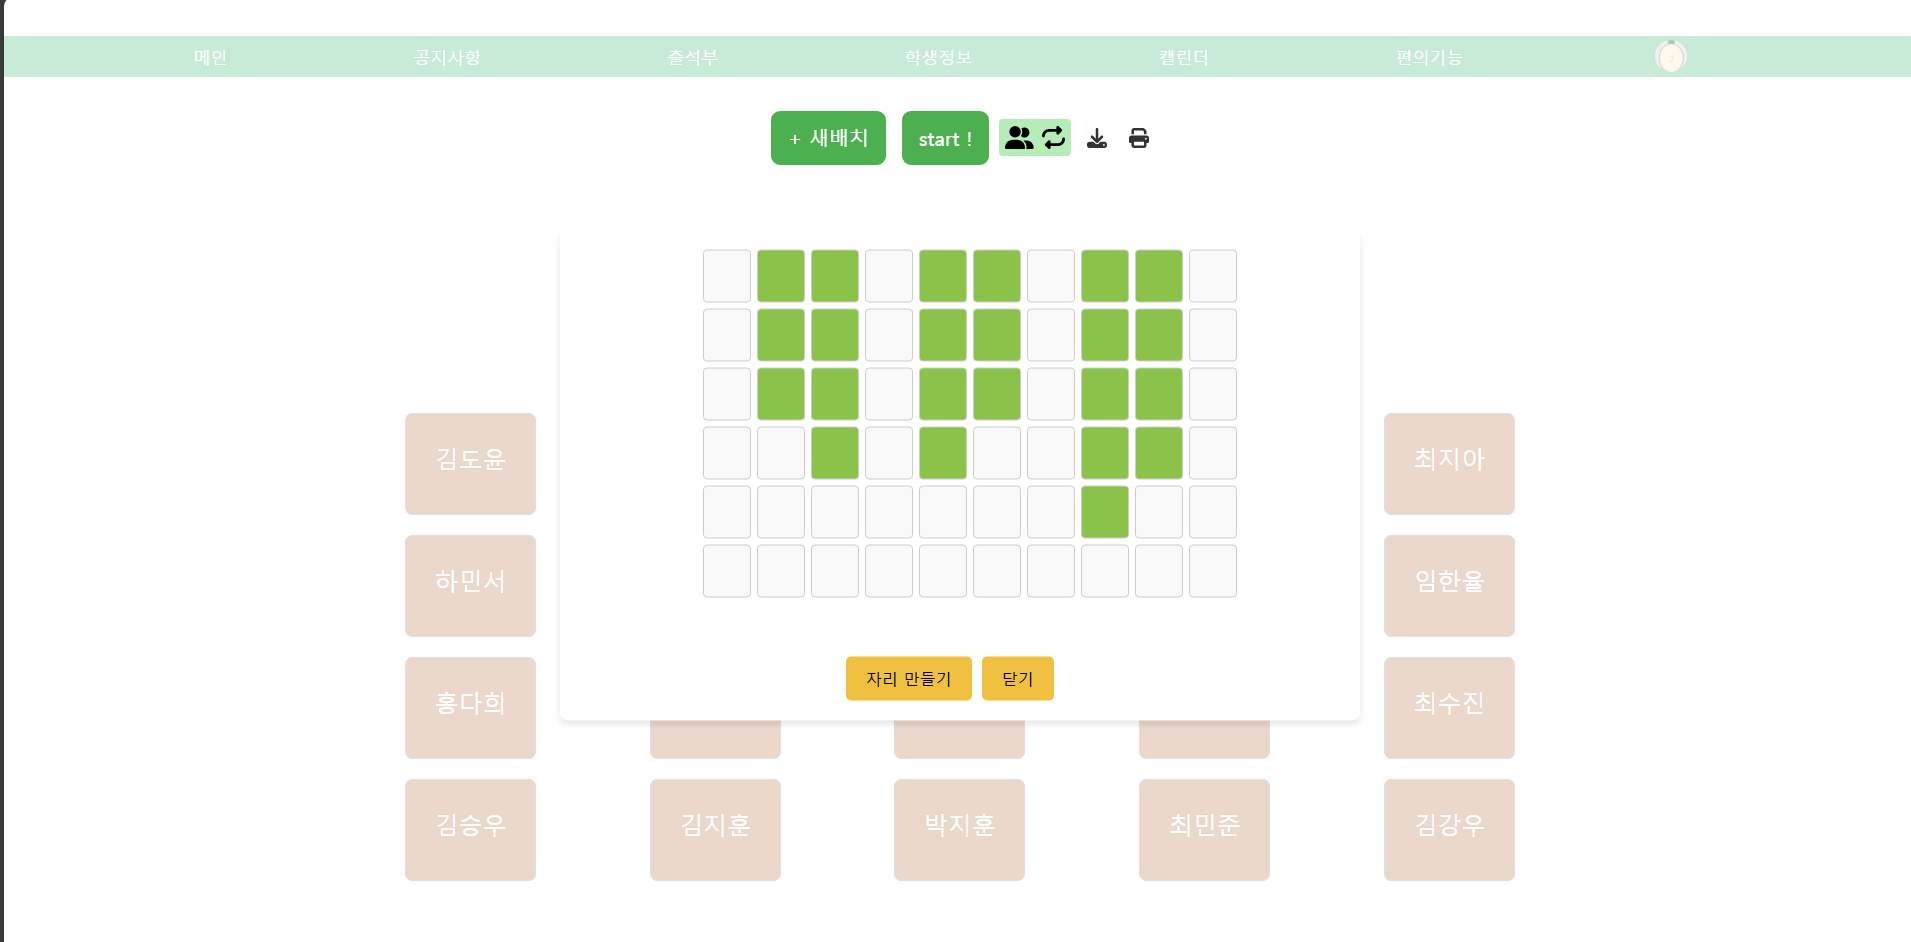 메인 공지사항 출석부 학생정보 캘린더 편의기능
+ 새배치 start !
김도윤 최지아
하민서 임한율
홍다희 최수진
자리 만들기 닫기
김승우 김지훈 박지훈 최민준 김강우